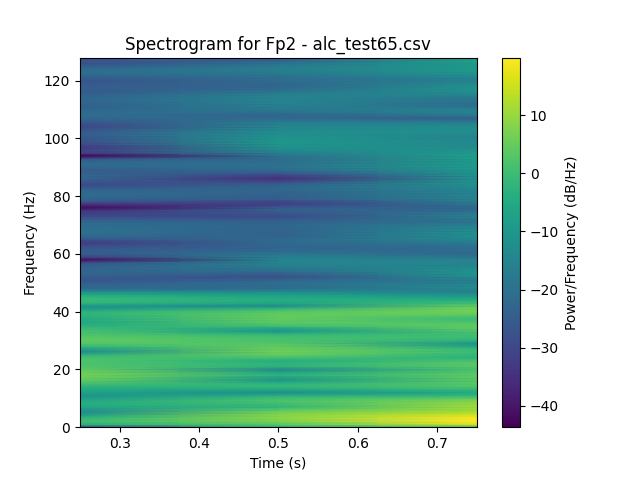 Spectrogram for Fp2 - alc_test65.csv
Frequency (Hz)
120
100
80
60
40
20
0
0.3 0.4 0.5 0.6 0.7
Time (s)
10
0
−10
−20
−30
−40
Power/Frequency (dB/Hz)